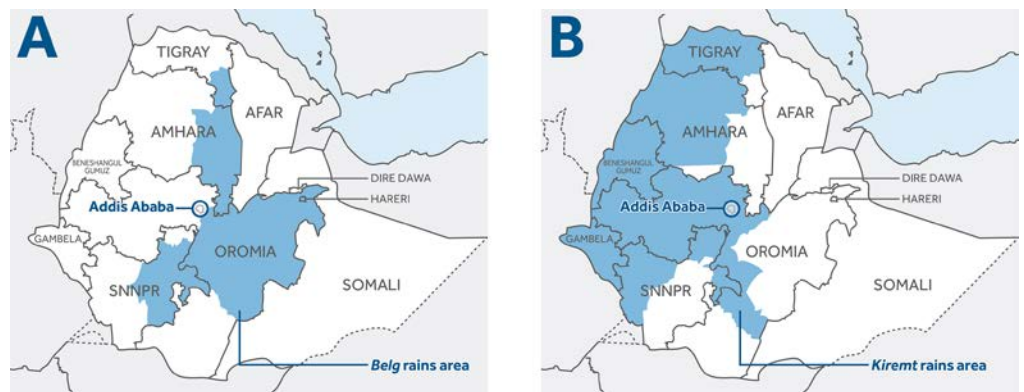 A
TIGRAY
AFAR
AMHARA
BENESHANGUL
GUMUZ
DIRE DAWA
HARERI
Addis Ababa
GAMBELA
OROMIA
SNNPR
SOMALI
Belg rains area
B
TIGRAY
AFAR
AMHARA
BENESHANGUL
GUMUZ
DIRE DAWA
HARERI
Addis Ababa
GAMBELA
OROMIA
SNNPR
SOMALI
Kiremt rains area